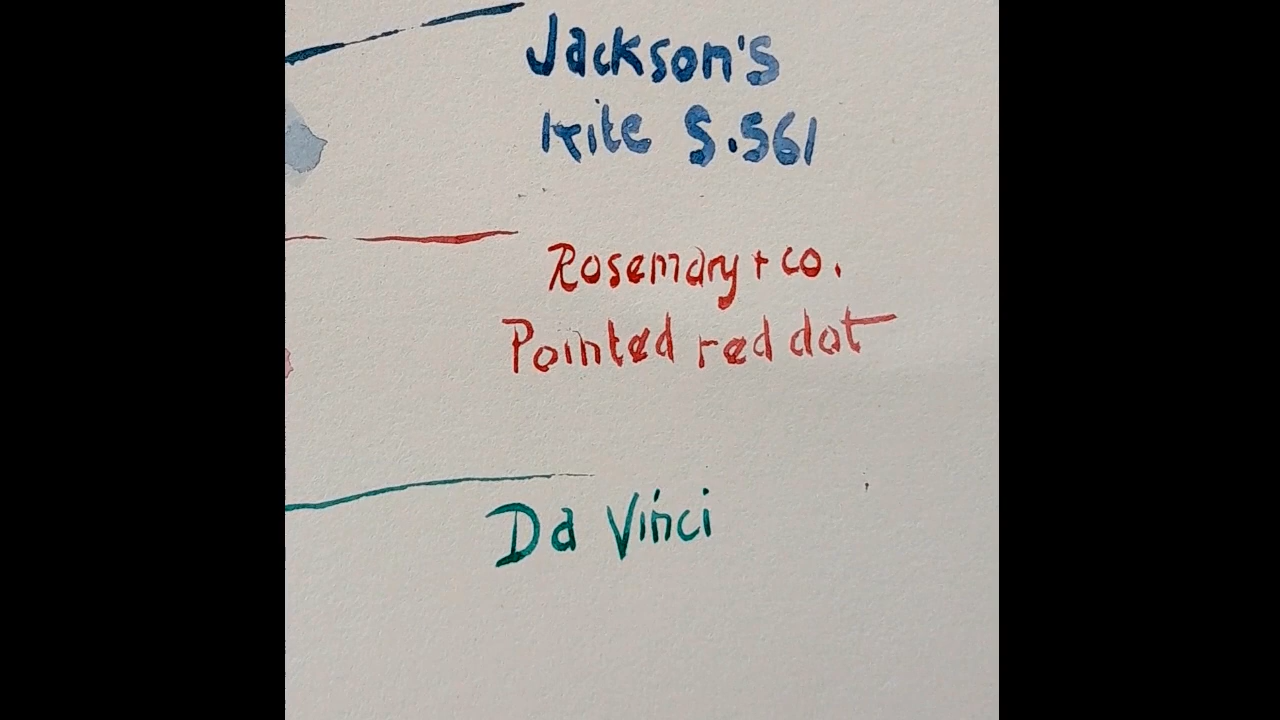 Jackson's
kite S.561
Rosemary + co.
Pointed red dot
Da Vinci